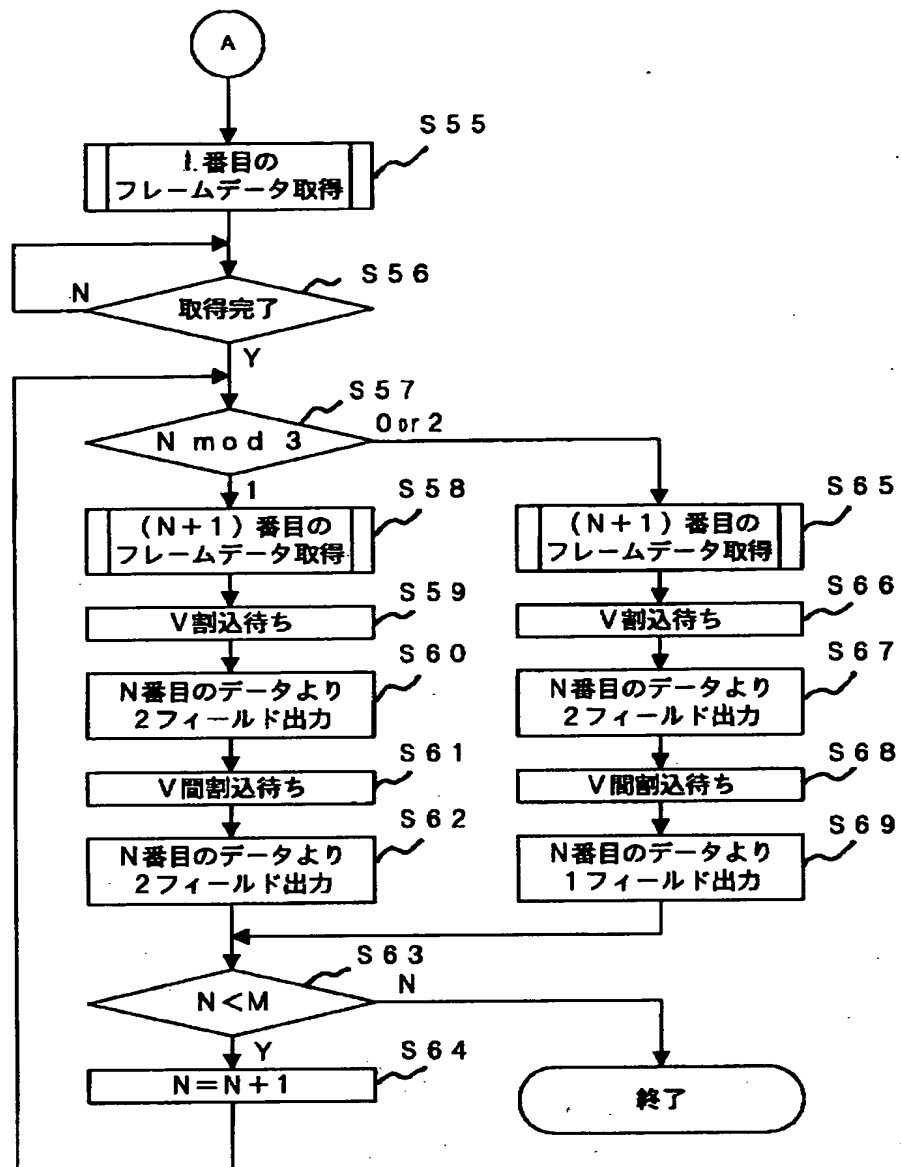 A
S55
1.番目の
フレームデータ取得
S56
N
取得完了
Y
S57
N mod 3
0 or 2
1
S58
(N+1)番目の
フレームデータ取得
S59
V割込待ち
S60
N番目のデータより
2フィールド出力
S61
V間割込待ち
S62
N番目のデータより
2フィールド出力
S65
(N+1)番目の
フレームデータ取得
S66
V割込待ち
S67
N番目のデータより
2フィールド出力
S68
V間割込待ち
S69
N番目のデータより
1フィールド出力
S63
N<M
N
Y
S64
N=N+1
終了